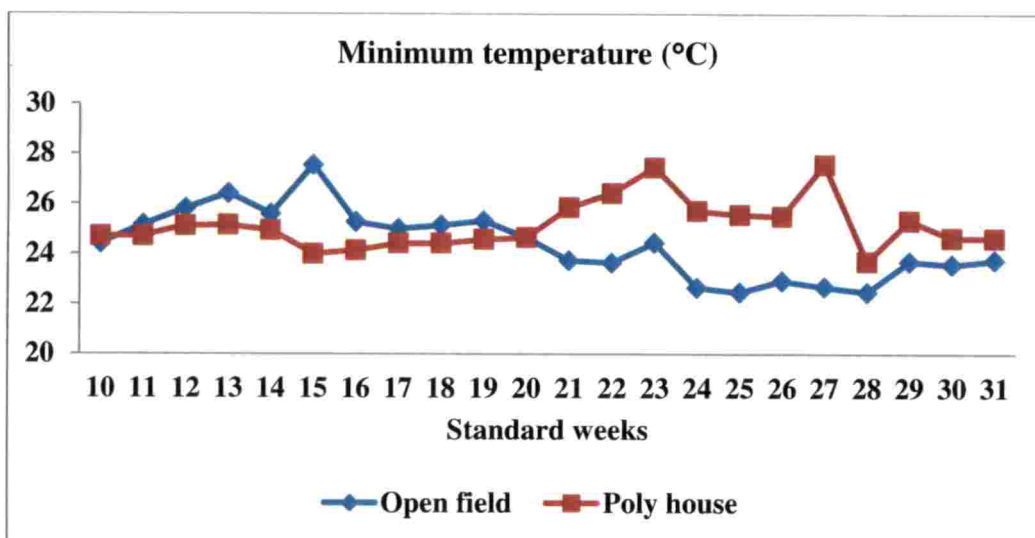 Minimum temperature (°C)
30
28
26
24
22
20
10 11 12 13 14 15 16 17 18 19 20 21 22 23 24 25 26 27 28 29 30 31
Standard weeks
Open field Poly house